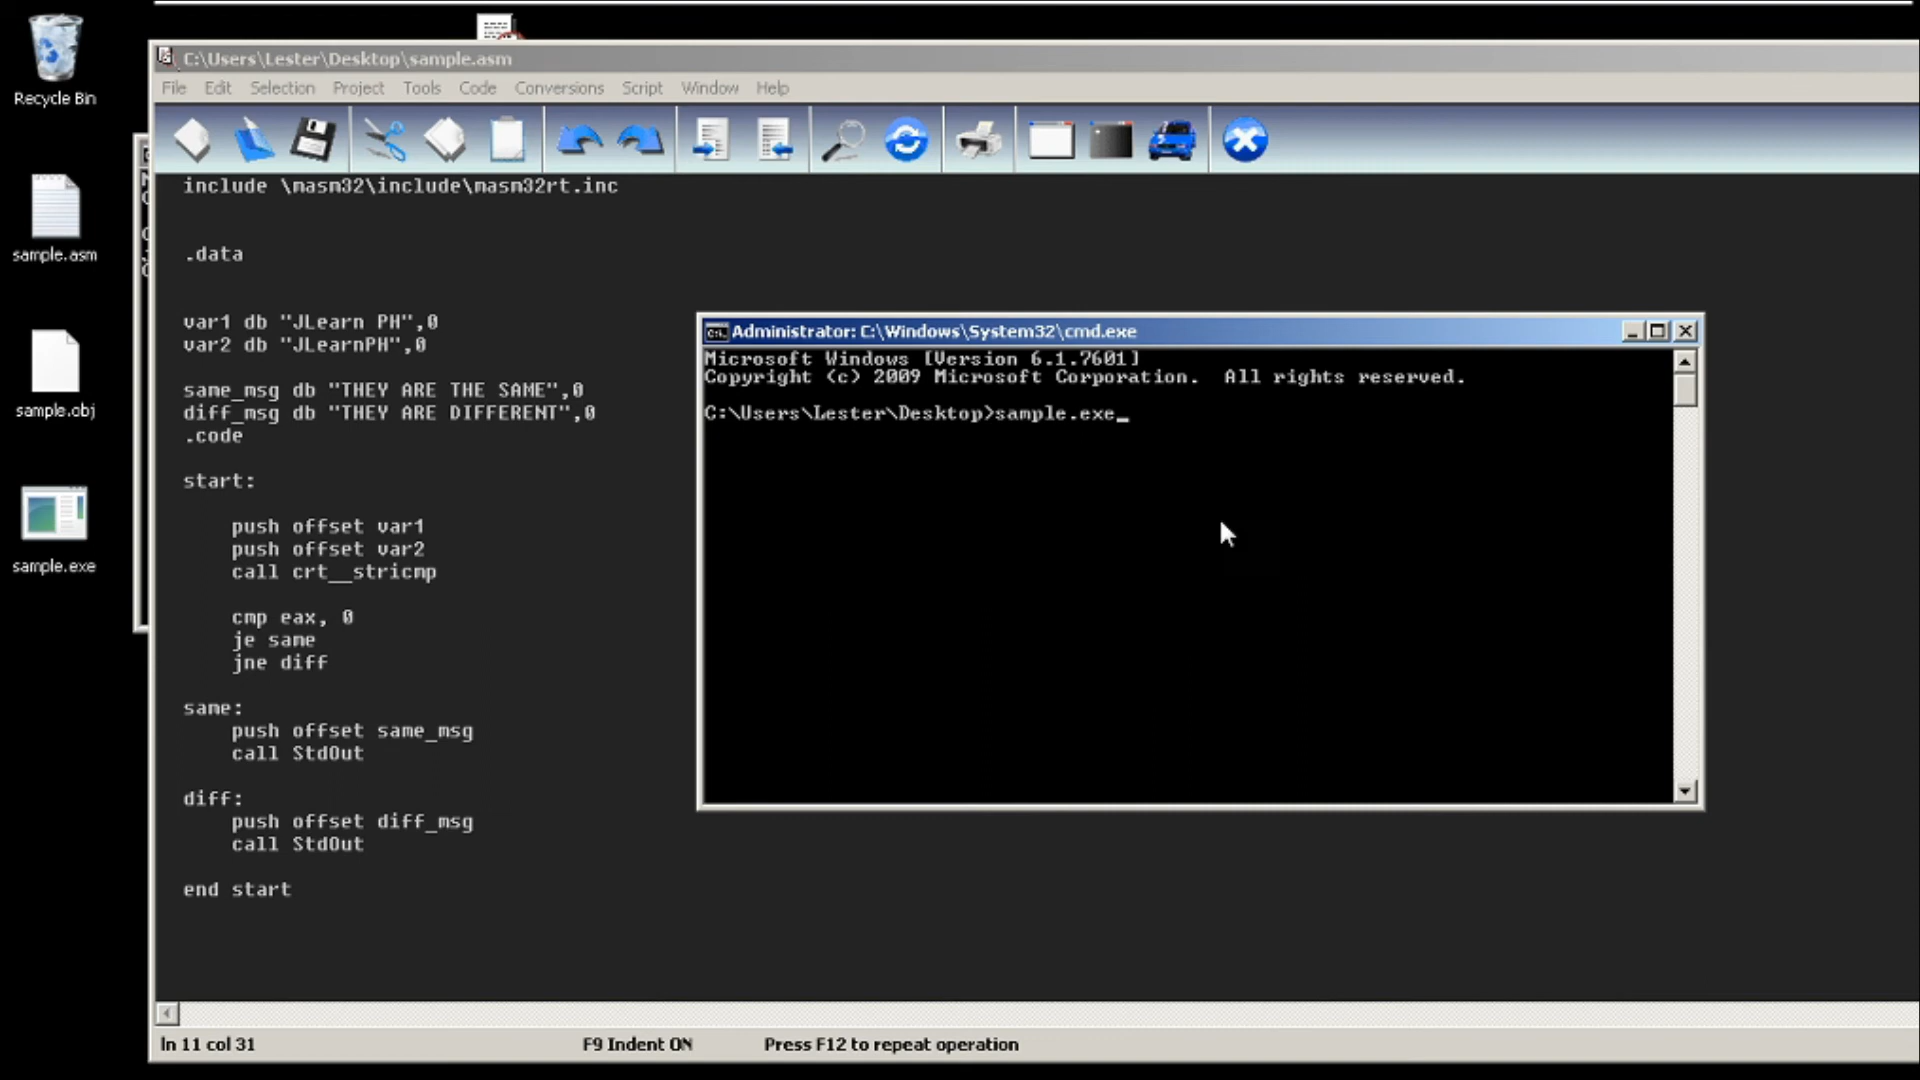 Recycle Bin
sample.asm
sample.obj
sample.exe
C:\Users\Lester\Desktop\sample.asm
File Edit Selection Project Tools Code Conversions Script Window Help
include \masm32\include\masm32rt.inc
.data
var1 db "JLearn PH",0
var2 db "JLearnPH",0
same_msg db "THEY ARE THE SAME",0
diff_msg db "THEY ARE DIFFERENT",0
.code
start:
push offset var1
push offset var2
call crt__stricmp
cmp eax, 0
je same
jne diff
same:
push offset same_msg
call StdOut
diff:
push offset diff_msg
call StdOut
end start
Administrator: C:\Windows\System32\cmd.exe
Microsoft Windows [Version 6.1.7601]
Copyright (c) 2009 Microsoft Corporation.  All rights reserved.
C:\Users\Lester\Desktop>sample.exe_
ln 11 col 31
F9 Indent ON
Press F12 to repeat operation